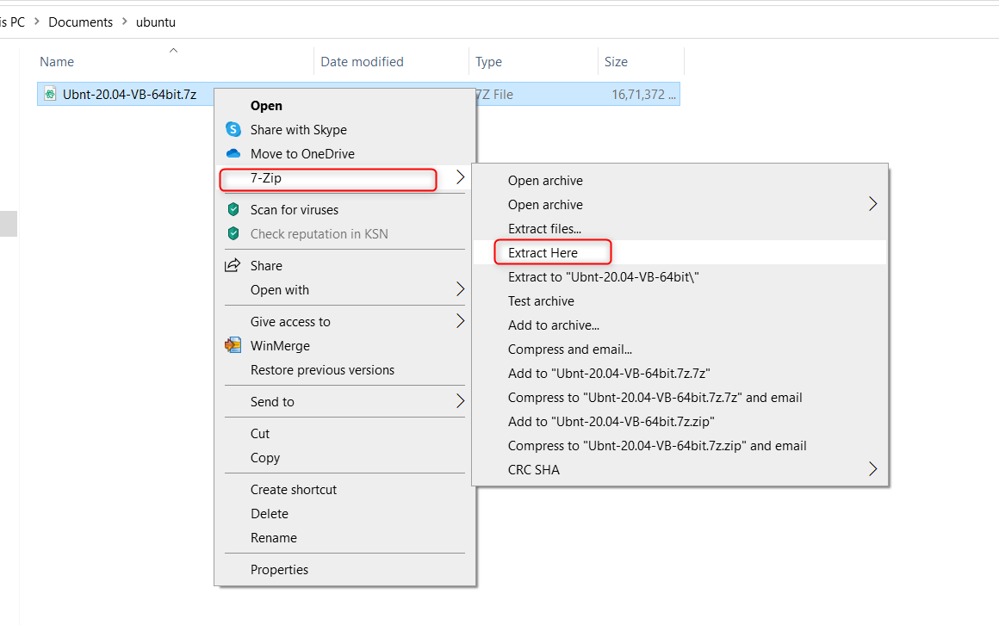 is PC > Documents > ubuntu
Name Date modified Type Size
Ubnt-20.04-VB-64bit.7z 7Z File 16,71,372 ...
Open
Share with Skype
Move to OneDrive
7-Zip
Scan for viruses
Check reputation in KSN
Share
Open with
Give access to
WinMerge
Restore previous versions
Send to
Cut
Copy
Create shortcut
Delete
Rename
Properties
Open archive
Open archive
Extract files...
Extract Here
Extract to "Ubnt-20.04-VB-64bit\"
Test archive
Add to archive...
Compress and email...
Add to "Ubnt-20.04-VB-64bit.7z.7z"
Compress to "Ubnt-20.04-VB-64bit.7z.7z" and email
Add to "Ubnt-20.04-VB-64bit.7z.zip"
Compress to "Ubnt-20.04-VB-64bit.7z.zip" and email
CRC SHA